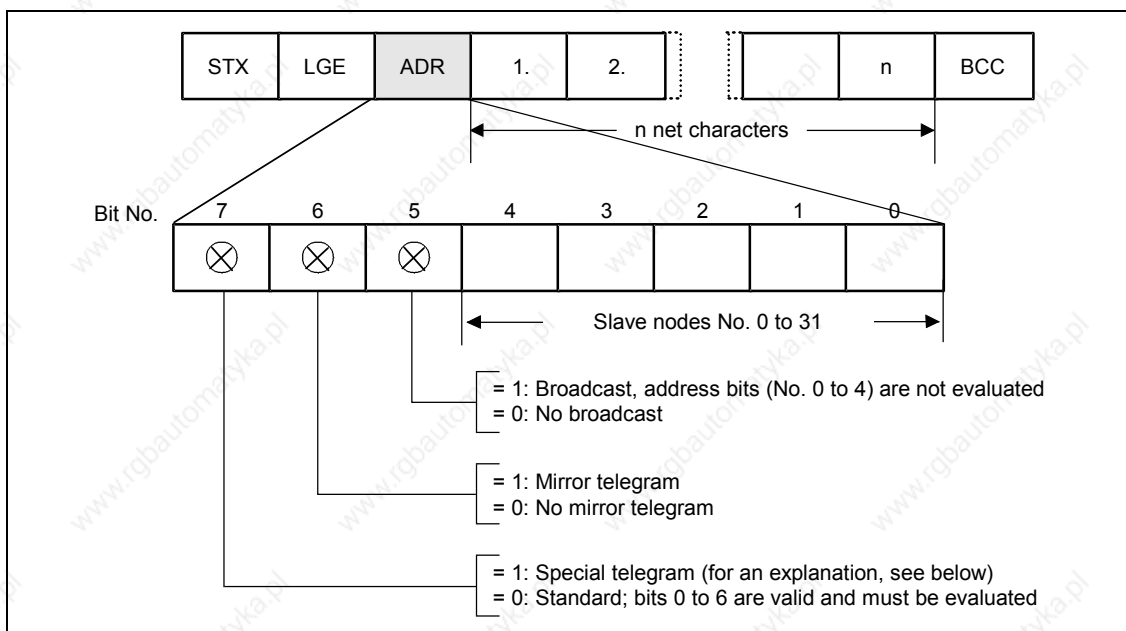 STX LGE ADR 1. 2. n BCC
n net characters
Bit No. 7 6 5 4 3 2 1 0
Slave nodes No. 0 to 31
= 1: Broadcast, address bits (No. 0 to 4) are not evaluated
= 0: No broadcast
= 1: Mirror telegram
= 0: No mirror telegram
= 1: Special telegram (for an explanation, see below)
= 0: Standard; bits 0 to 6 are valid and must be evaluated
www.rgbautomatyka.pl